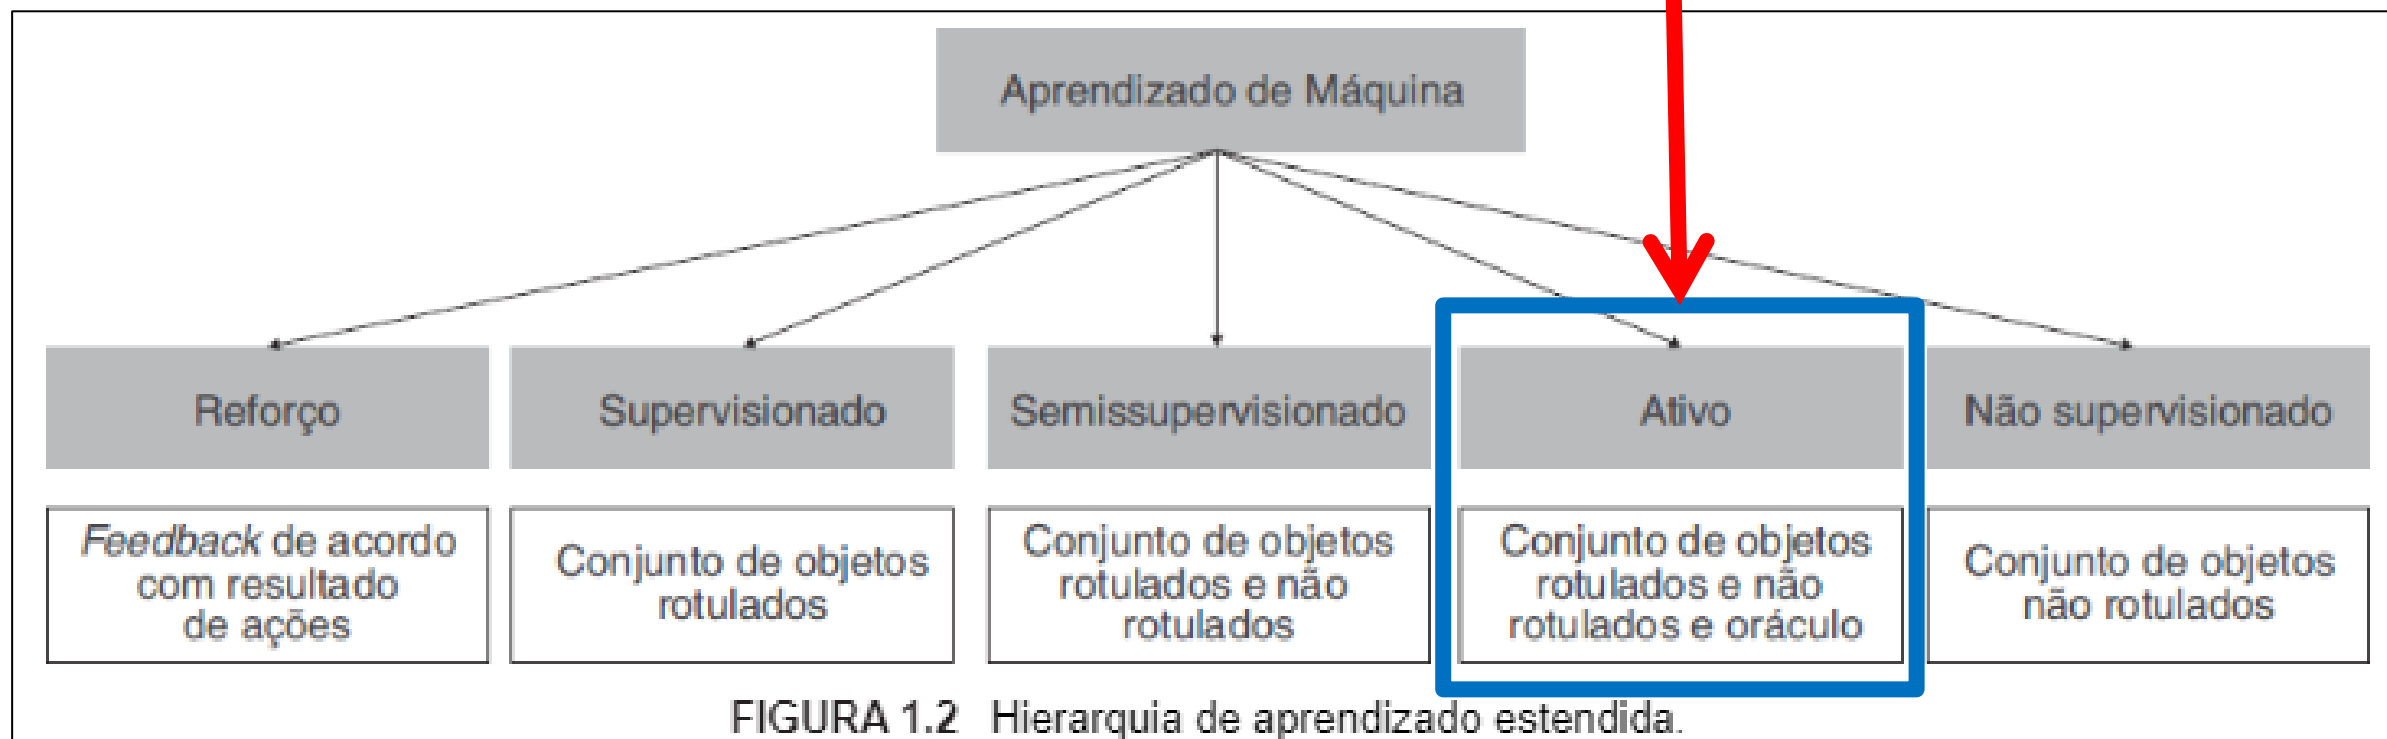 Aprendizado de Máquina
Reforço
Supervisionado
Semissupervisionado
Ativo
Não supervisionado
Feedback de acordo
com resultado
de ações
Conjunto de objetos
rotulados
Conjunto de objetos
rotulados e não
rotulados
Conjunto de objetos
rotulados e não
rotulados e oráculo
Conjunto de objetos
não rotulados
FIGURA 1.2 Hierarquia de aprendizado estendida.